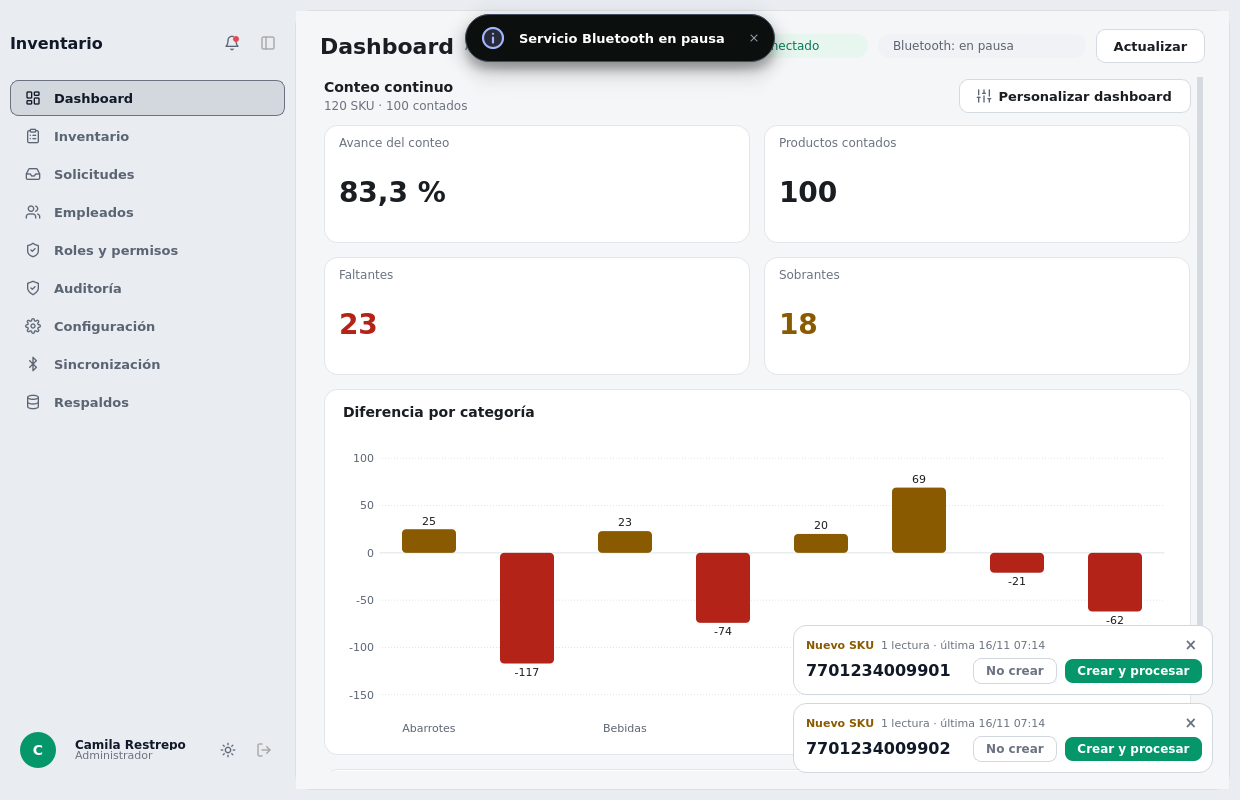 Inventario
Dashboard
Inventario
Solicitudes
Empleados
Roles y permisos
Auditoría
Configuración
Sincronización
Respaldos
C
Camila Restrepo
Administrador
Dashboard
Servicio Bluetooth en pausa
Bluetooth: en pausa
Actualizar
Conteo continuo
120 SKU · 100 contados
Personalizar dashboard
Avance del conteo
83,3 %
Productos contados
100
Faltantes
23
Sobrantes
18
Diferencia por categoría
100
50
0
-50
-100
-150
25
-117
23
-74
20
69
-21
-62
Abarrotes
Bebidas
Nuevo SKU 1 lectura · última 16/11 07:14
7701234009901
No crear
Crear y procesar
Nuevo SKU 1 lectura · última 16/11 07:14
7701234009902
No crear
Crear y procesar